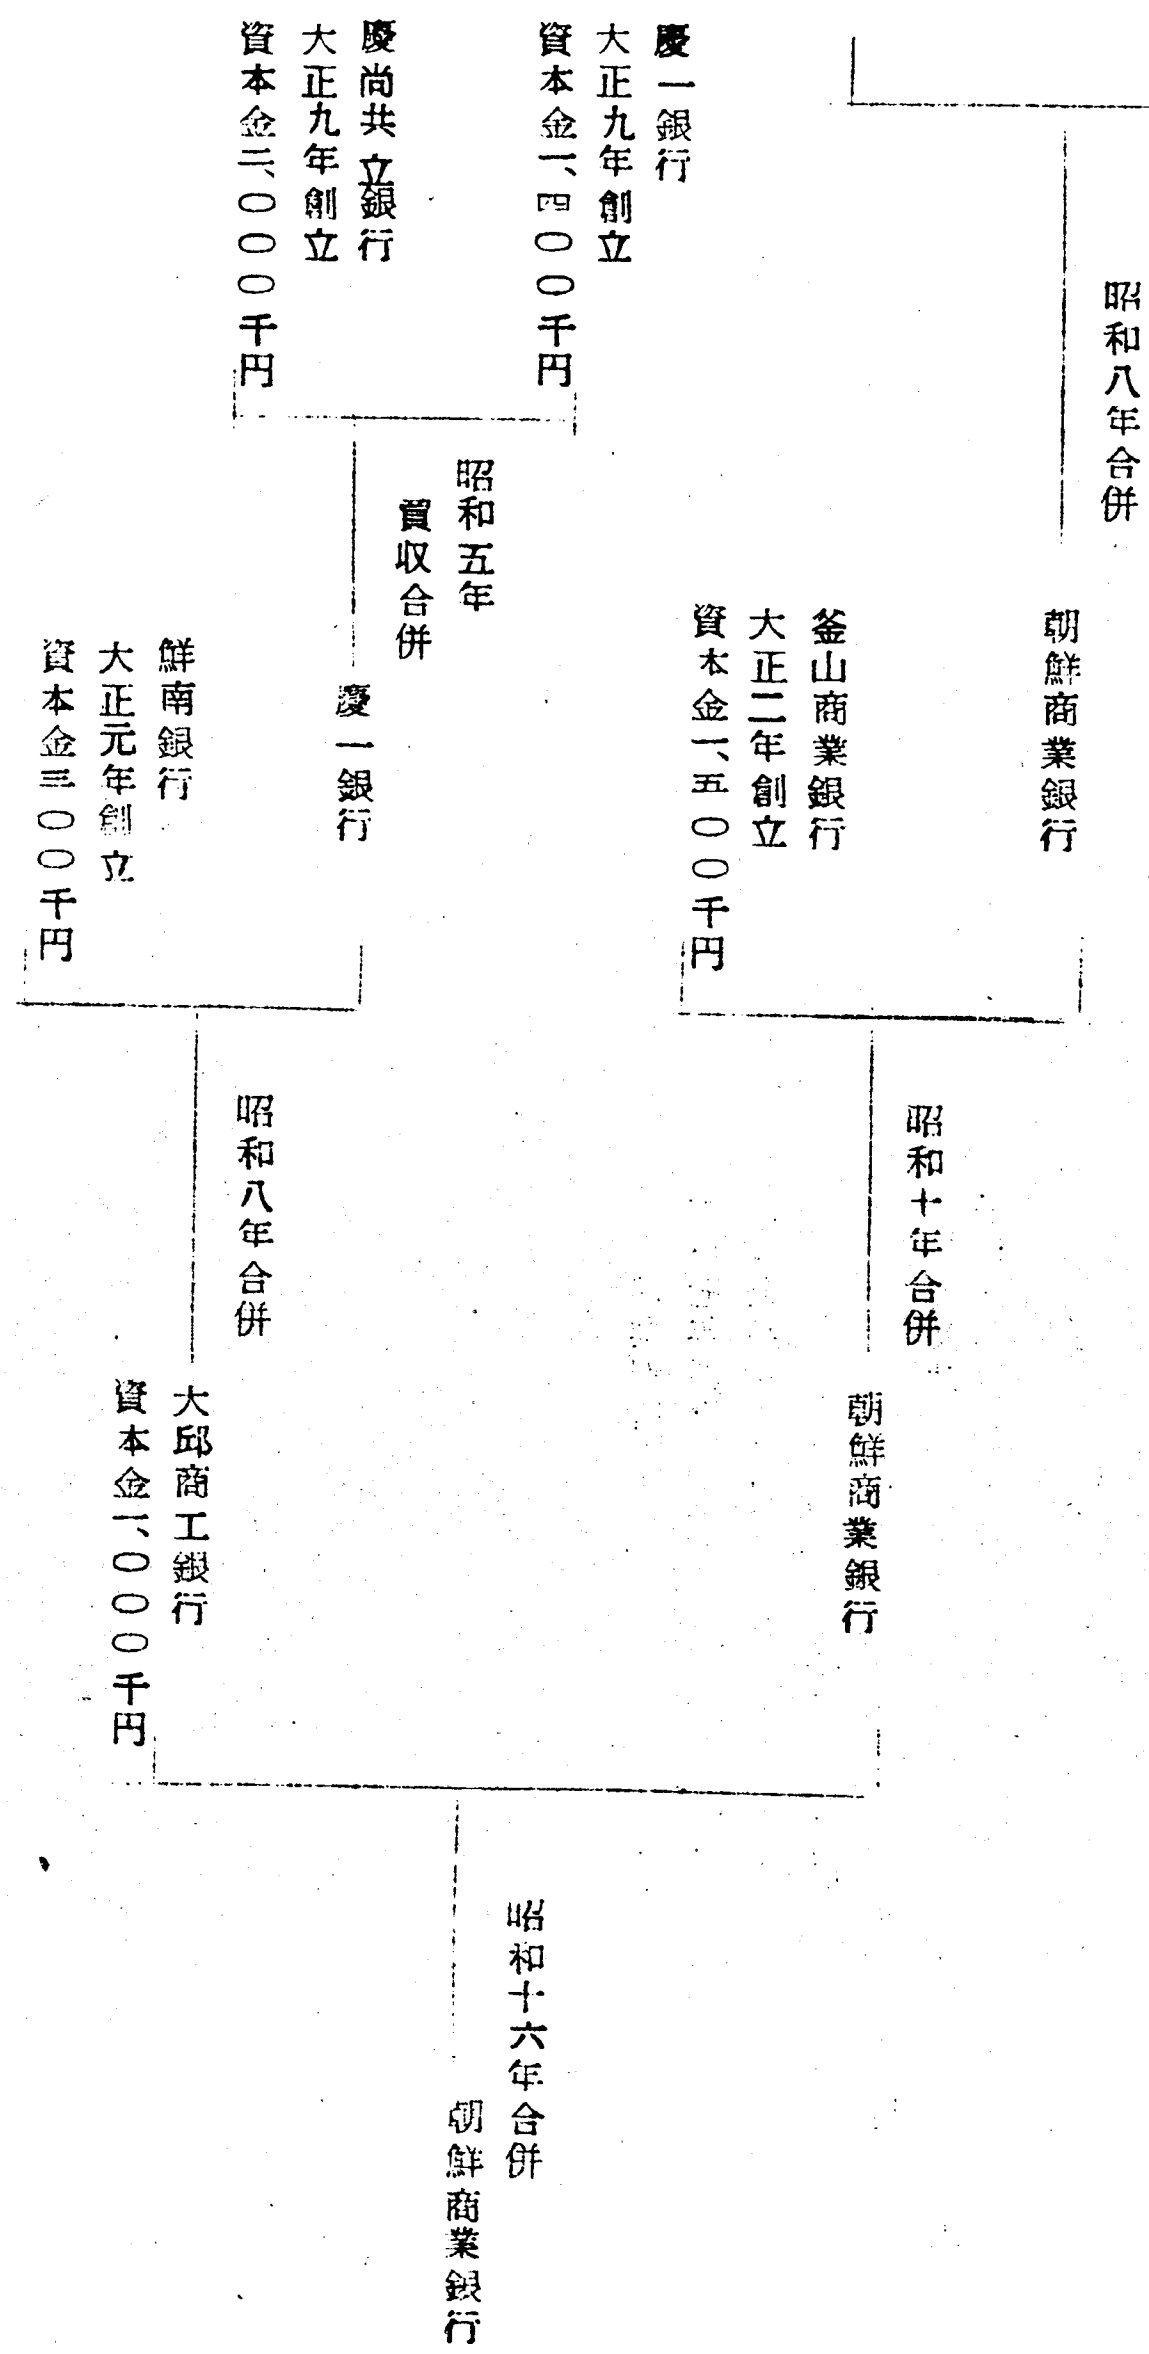 昭和八年合併
朝鮮商業銀行
釜山商業銀行
大正二年創立
資本金一、五〇〇千円
昭和十年合併
朝鮮商業銀行
慶一銀行
大正九年創立
資本金一、四〇〇千円
慶尚共立銀行
大正九年創立
資本金二、〇〇〇千円
昭和五年
買収合併
慶一銀行
鮮南銀行
大正元年創立
資本金三〇〇千円
昭和八年合併
大邱商工銀行
資本金一、〇〇〇千円
昭和十六年合併
朝鮮商業銀行